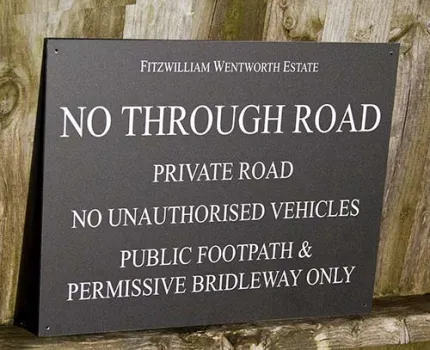 Fitzwilliam Wentworth Estate
NO THROUGH ROAD
PRIVATE ROAD
NO UNAUTHORISED VEHICLES
PUBLIC FOOTPATH &
PERMISSIVE BRIDLEWAY ONLY